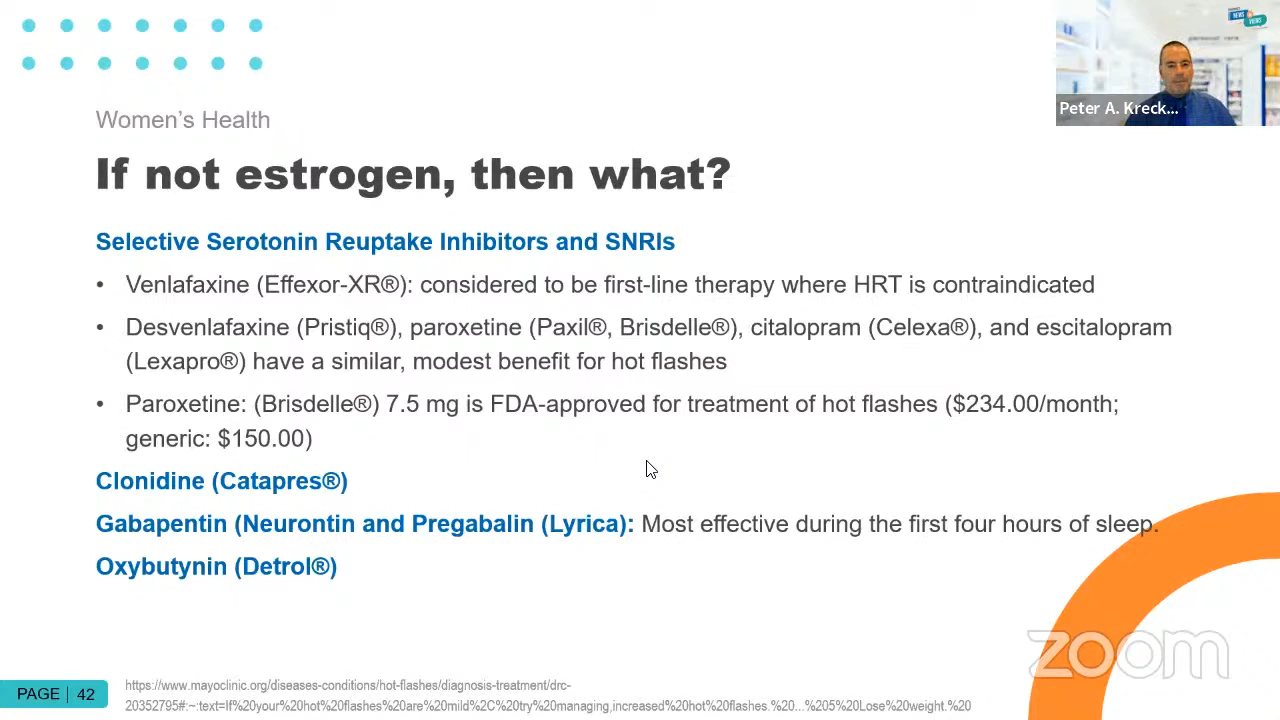 NEWS
VIEWS
Peter A. Kreck...
Women's Health
If not estrogen, then what?
Selective Serotonin Reuptake Inhibitors and SNRIs
• Venlafaxine (Effexor-XR®): considered to be first-line therapy where HRT is contraindicated
• Desvenlafaxine (Pristiq®), paroxetine (Paxil®, Brisdelle®), citalopram (Celexa®), and escitalopram
(Lexapro®) have a similar, modest benefit for hot flashes
• Paroxetine: (Brisdelle®) 7.5 mg is FDA-approved for treatment of hot flashes ($234.00/month;
generic: $150.00)
Clonidine (Catapres®)
Gabapentin (Neurontin and Pregabalin (Lyrica): Most effective during the first four hours of sleep.
Oxybutynin (Detrol®)
zoom
PAGE | 42
https://www.mayoclinic.org/diseases-conditions/hot-flashes/diagnosis-treatment/drc-
20352795#:~:text=If%20your%20hot%20flashes%20are%20mild%2C%20try%20managing,increased%20hot%20flashes.%20...%205%20Lose%20weight.%20